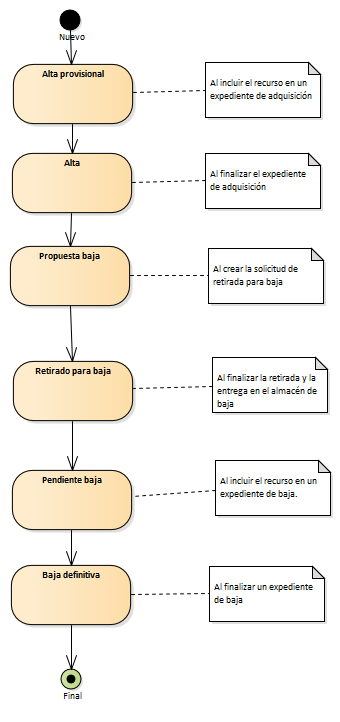 Nuevo
Alta provisional
Al incluir el recurso en un
expediente de adquisición
Alta
Al finalizar el expediente
de adquisición
Propuesta baja
Al crear la solicitud de
retirada para baja
Retirado para baja
Al finalizar la retirada y la
entrega en el almacén de
baja
Pendiente baja
Al incluir el recurso en un
expediente de baja.
Baja definitiva
Al finalizar un expediente
de baja
Final